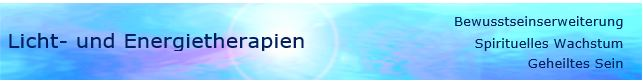 Licht- und Energietherapien
Bewusstseinserweiterung
Spirituelles Wachstum
Geheiltes Sein